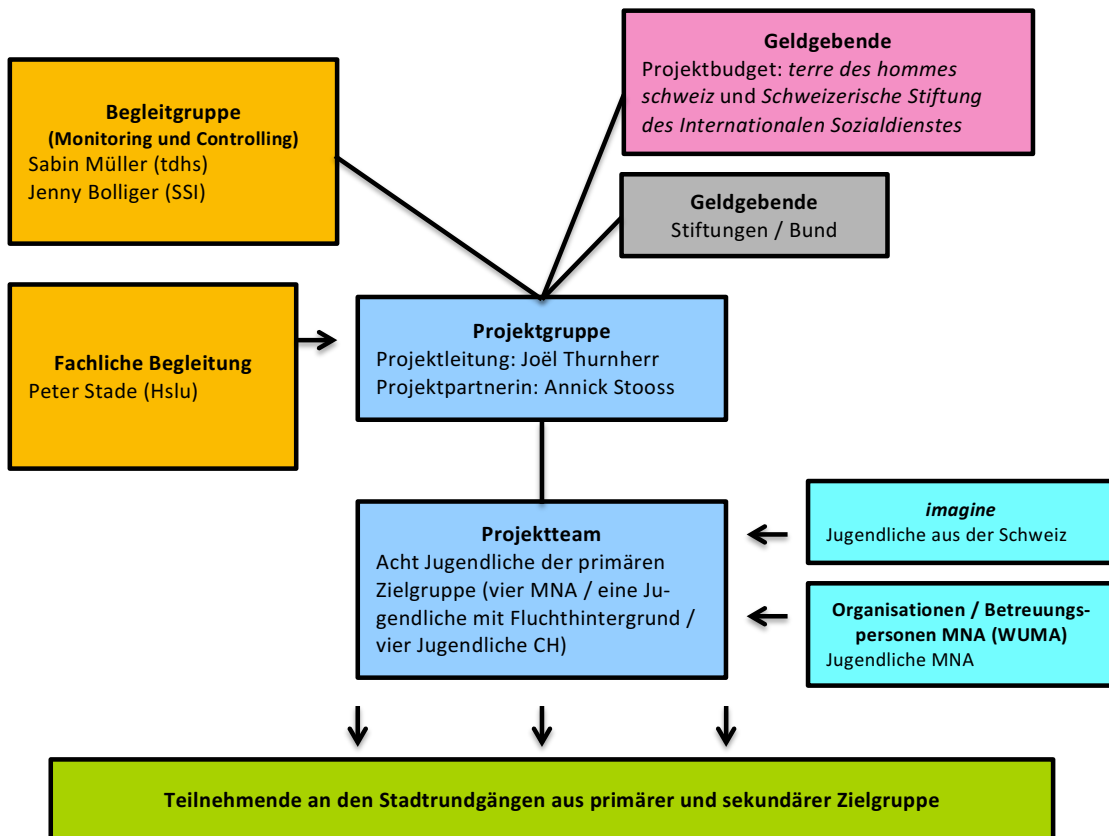 Geldgebende
Projektbudget: terre des hommes
schweiz und Schweizerische Stiftung
des Internationalen Sozialdienstes
Begleitgruppe
(Monitoring und Controlling)
Sabin Müller (tdhs)
Jenny Bolliger (SSI)
Geldgebende
Stiftungen / Bund
Fachliche Begleitung
Peter Stade (Hslu)
Projektgruppe
Projektleitung: Joël Thurnherr
Projektpartnerin: Annick Stooss
Projektteam
Acht Jugendliche der primären
Zielgruppe (vier MNA / eine Ju-
gendliche mit Fluchthintergrund /
vier Jugendliche CH)
imagine
Jugendliche aus der Schweiz
Organisationen / Betreuungs-
personen MNA (WUMA)
Jugendliche MNA
Teilnehmende an den Stadtrundgängen aus primärer und sekundärer Zielgruppe